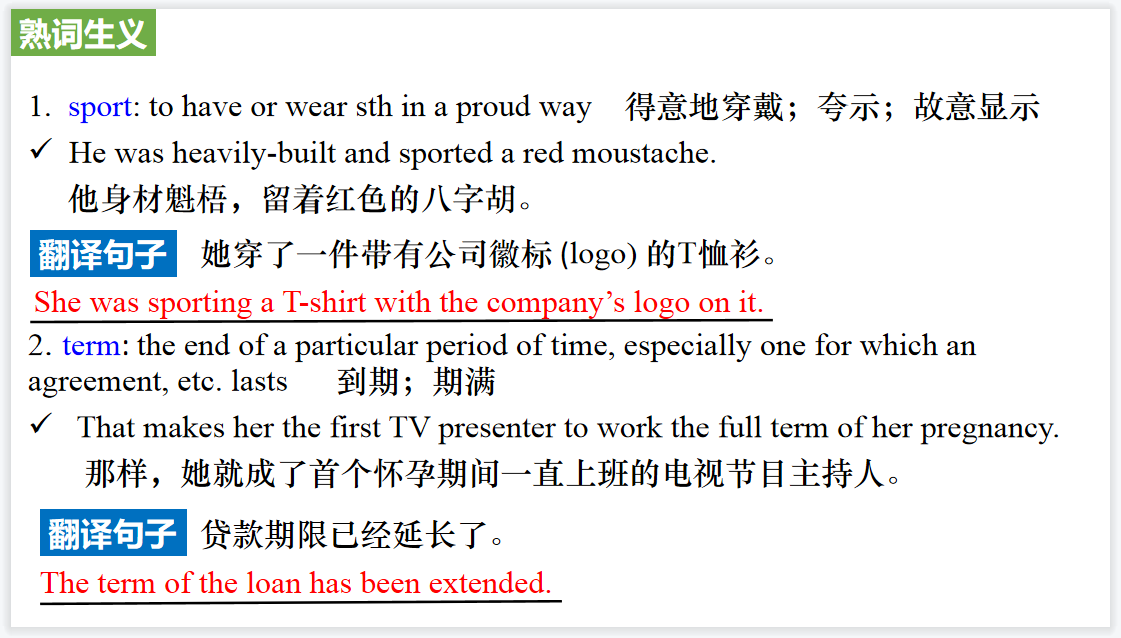 熟词生义
1. sport: to have or wear sth in a proud way 得意地穿戴；夸示；故意显示
✓ He was heavily-built and sported a red moustache.
他身材魁梧，留着红色的八字胡。
翻译句子 她穿了一件带有公司徽标 (logo) 的T恤衫。
She was sporting a T-shirt with the company’s logo on it.
2. term: the end of a particular period of time, especially one for which an
agreement, etc. lasts 到期；期满
✓ That makes her the first TV presenter to work the full term of her pregnancy.
那样，她就成了首个怀孕期间一直上班的电视节目主持人。
翻译句子 贷款期限已经延长了。
The term of the loan has been extended.